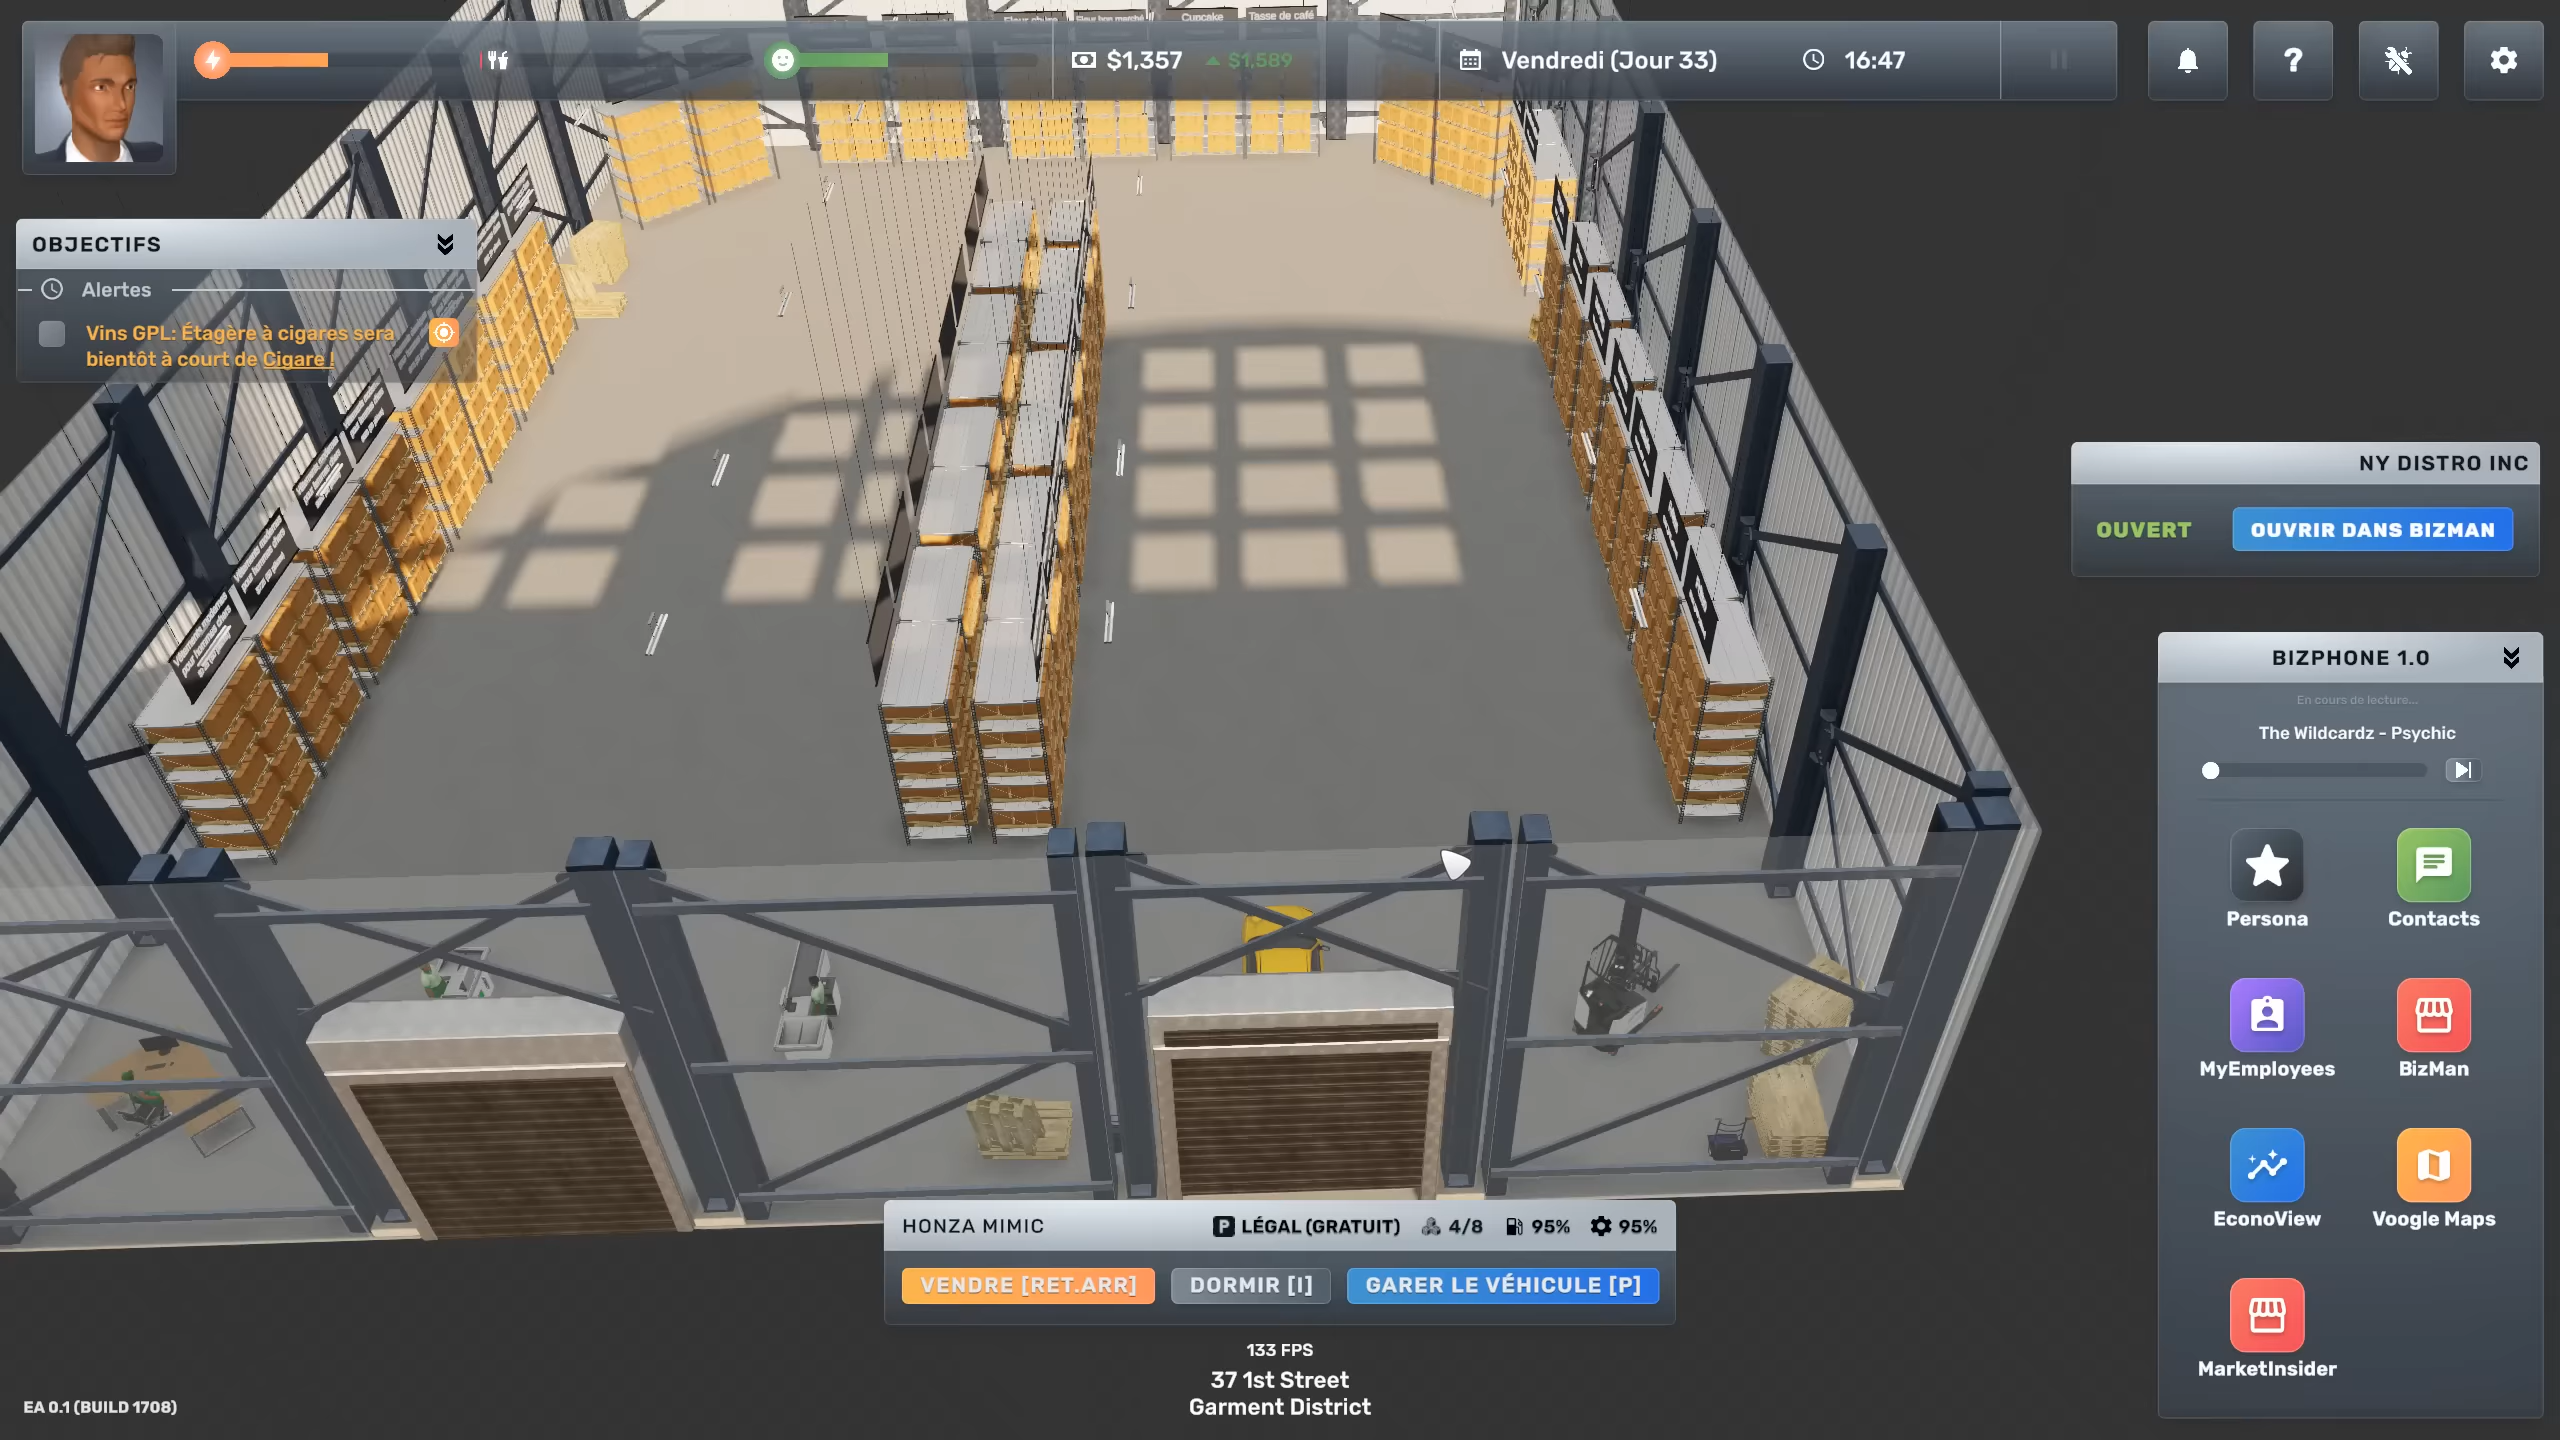 Fleur bon marché
Cupcake
Tasse de café
$1,357
$1,589
Vendredi (Jour 33)
16:47
OBJECTIFS
Alertes
Vins GPL: Étagère à cigares sera
bientôt à court de Cigare !
NY DISTRO INC
OUVERT
OUVRIR DANS BIZMAN
BIZPHONE 1.0
En cours de lecture...
The Wildcardz - Psychic
Persona
Contacts
MyEmployees
BizMan
EconoView
Voogle Maps
MarketInsider
HONZA MIMIC
P
LÉGAL (GRATUIT)
4/8
95%
95%
VENDRE [RET.ARR]
DORMIR [I]
GARER LE VÉHICULE [P]
133 FPS
37 1st Street
Garment District
EA 0.1 (BUILD 1708)